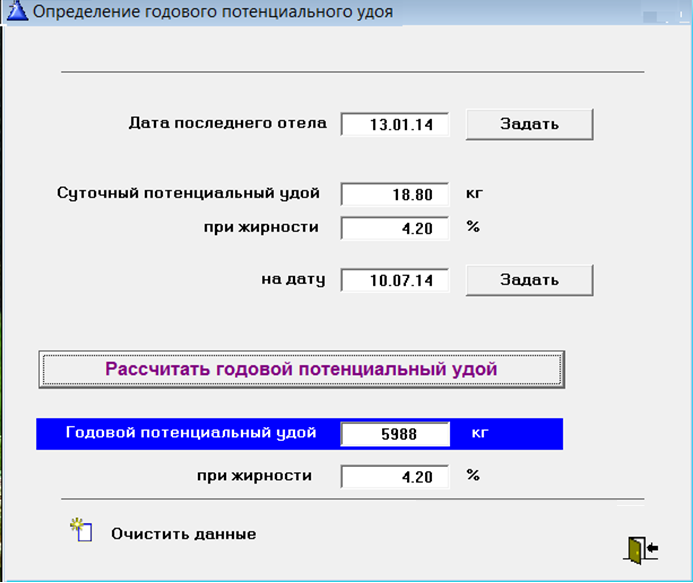 Определение годового потенциального удоя
Дата последнего отела 13.01.14 Задать
Суточный потенциальный удой 18.80 кг
при жирности 4.20 %
на дату 10.07.14 Задать
Рассчитать годовой потенциальный удой
Годовой потенциальный удой 5988 кг
при жирности 4.20 %
Очистить данные